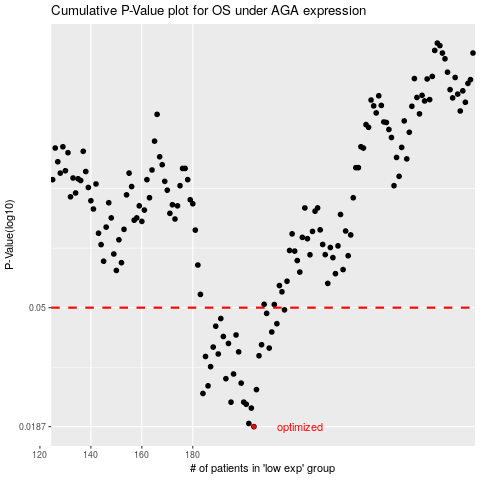 Cumulative P-Value plot for OS under AGA expression
P-Value(log10)
0.05
0.0187
optimized
120 140 160 180
# of patients in 'low exp' group